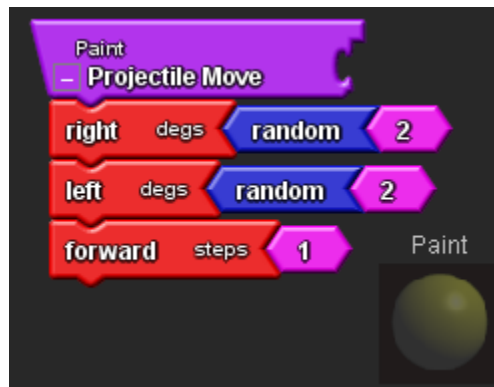 Paint
Projectile Move
right degs random 2
left degs random 2
forward steps 1
Paint